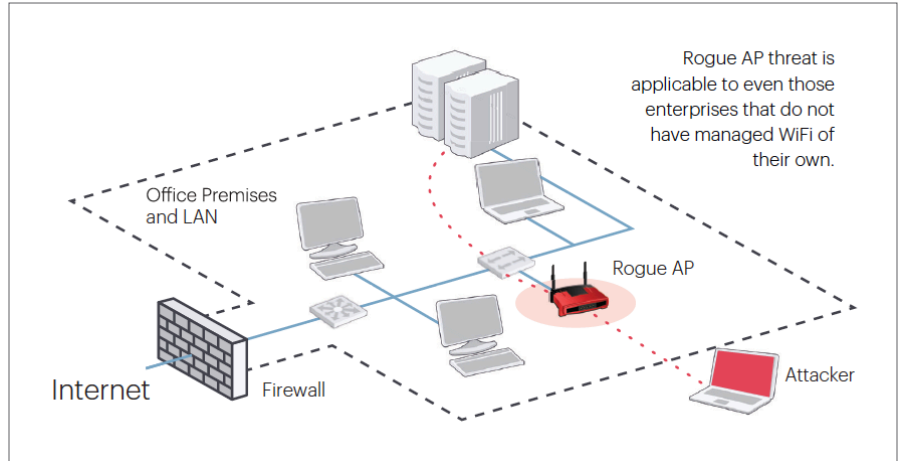 Rogue AP threat is
applicable to even those
enterprises that do not
have managed WiFi of
their own.
Office Premises
and LAN
Rogue AP
Internet
Firewall
Attacker